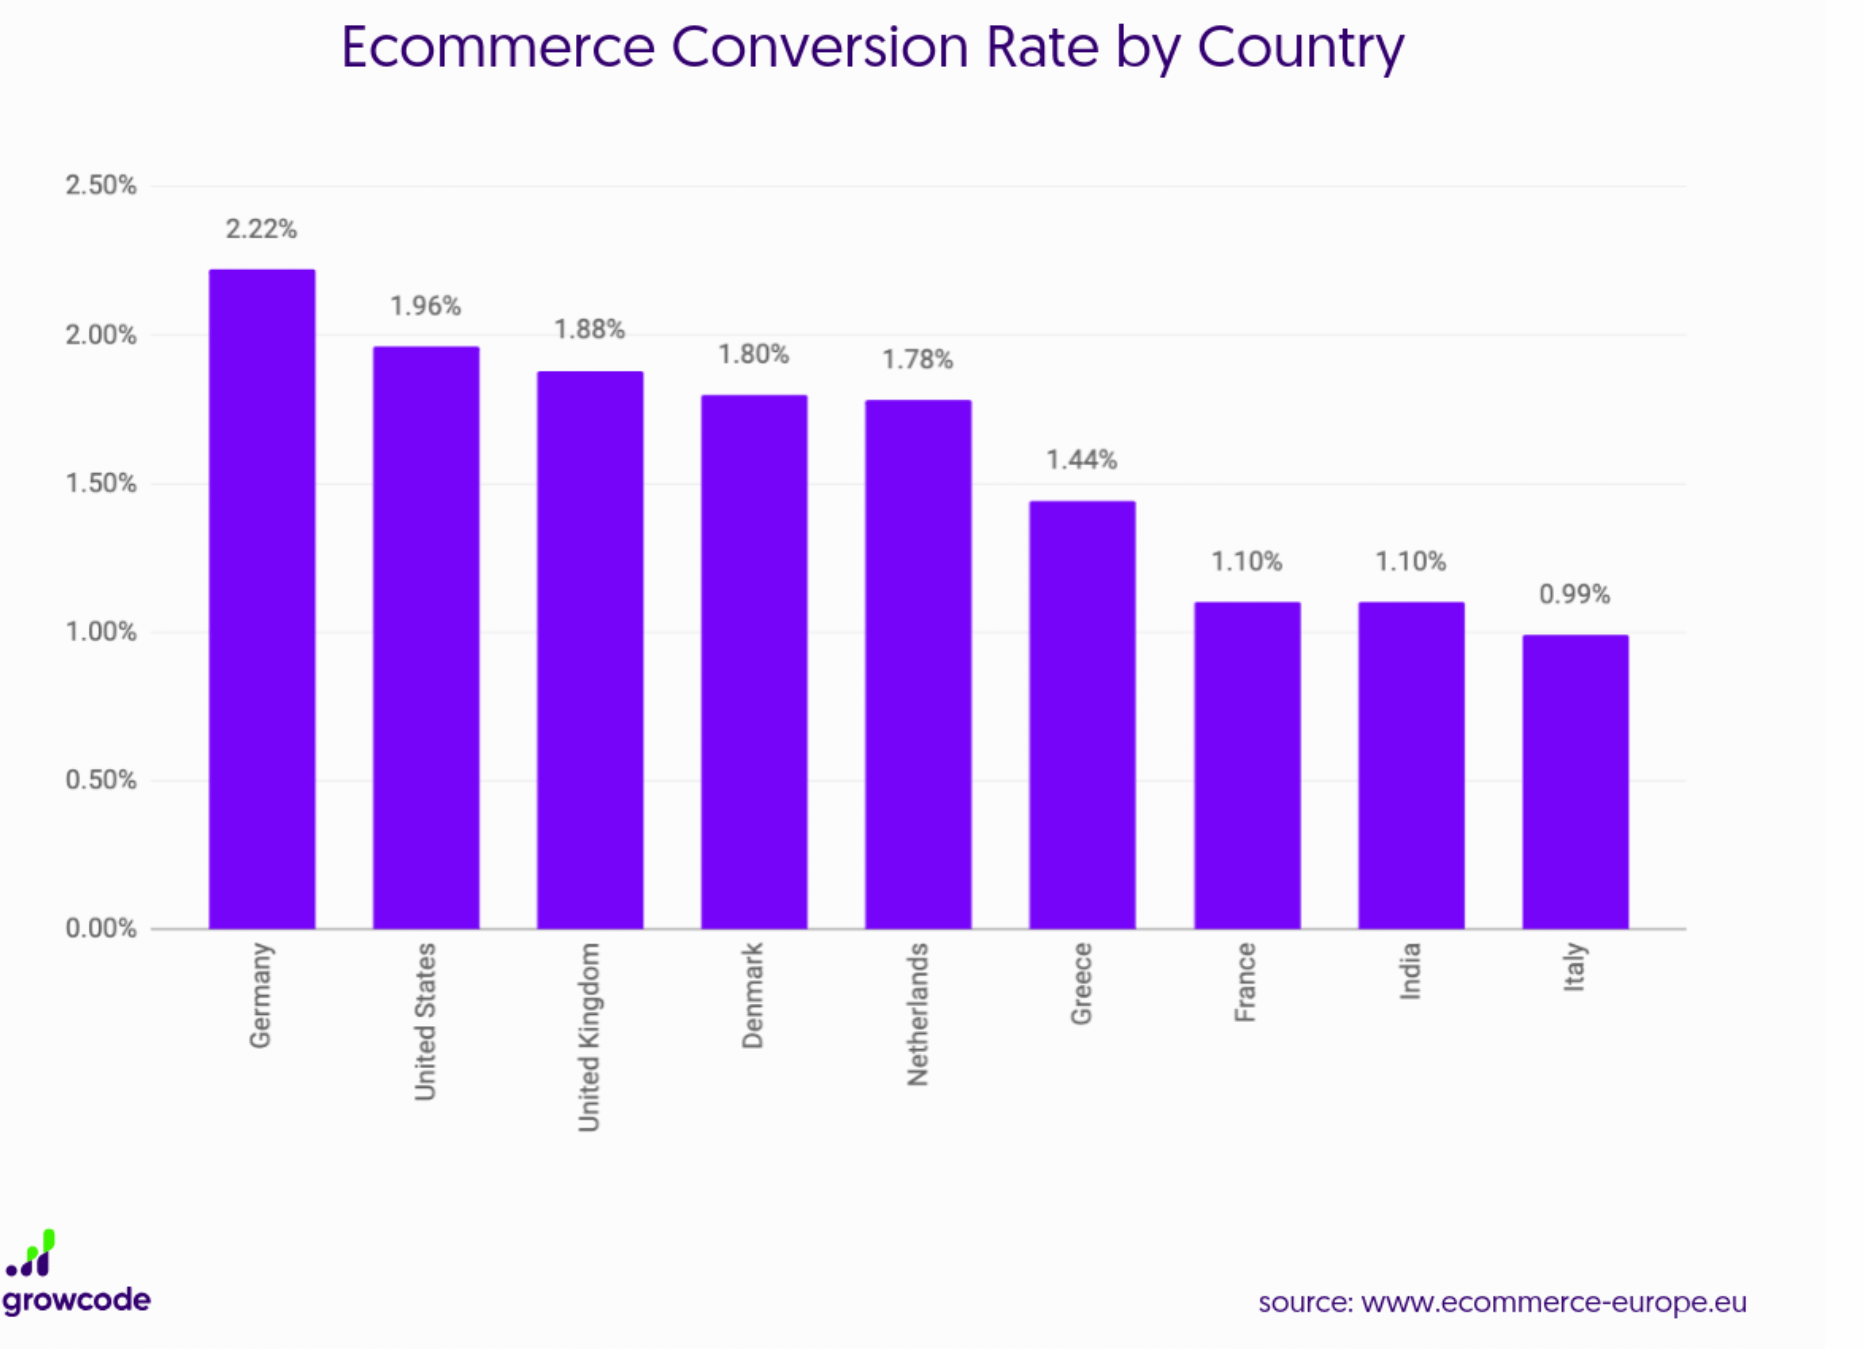 Ecommerce Conversion Rate by Country
2.50%
2.00%
1.50%
1.00%
0.50%
0.00%
2.22%
1.96%
1.88%
1.80%
1.78%
1.44%
1.10%
1.10%
0.99%
Germany
United States
United Kingdom
Denmark
Netherlands
Greece
France
India
Italy
growcode
source: www.ecommerce-europe.eu